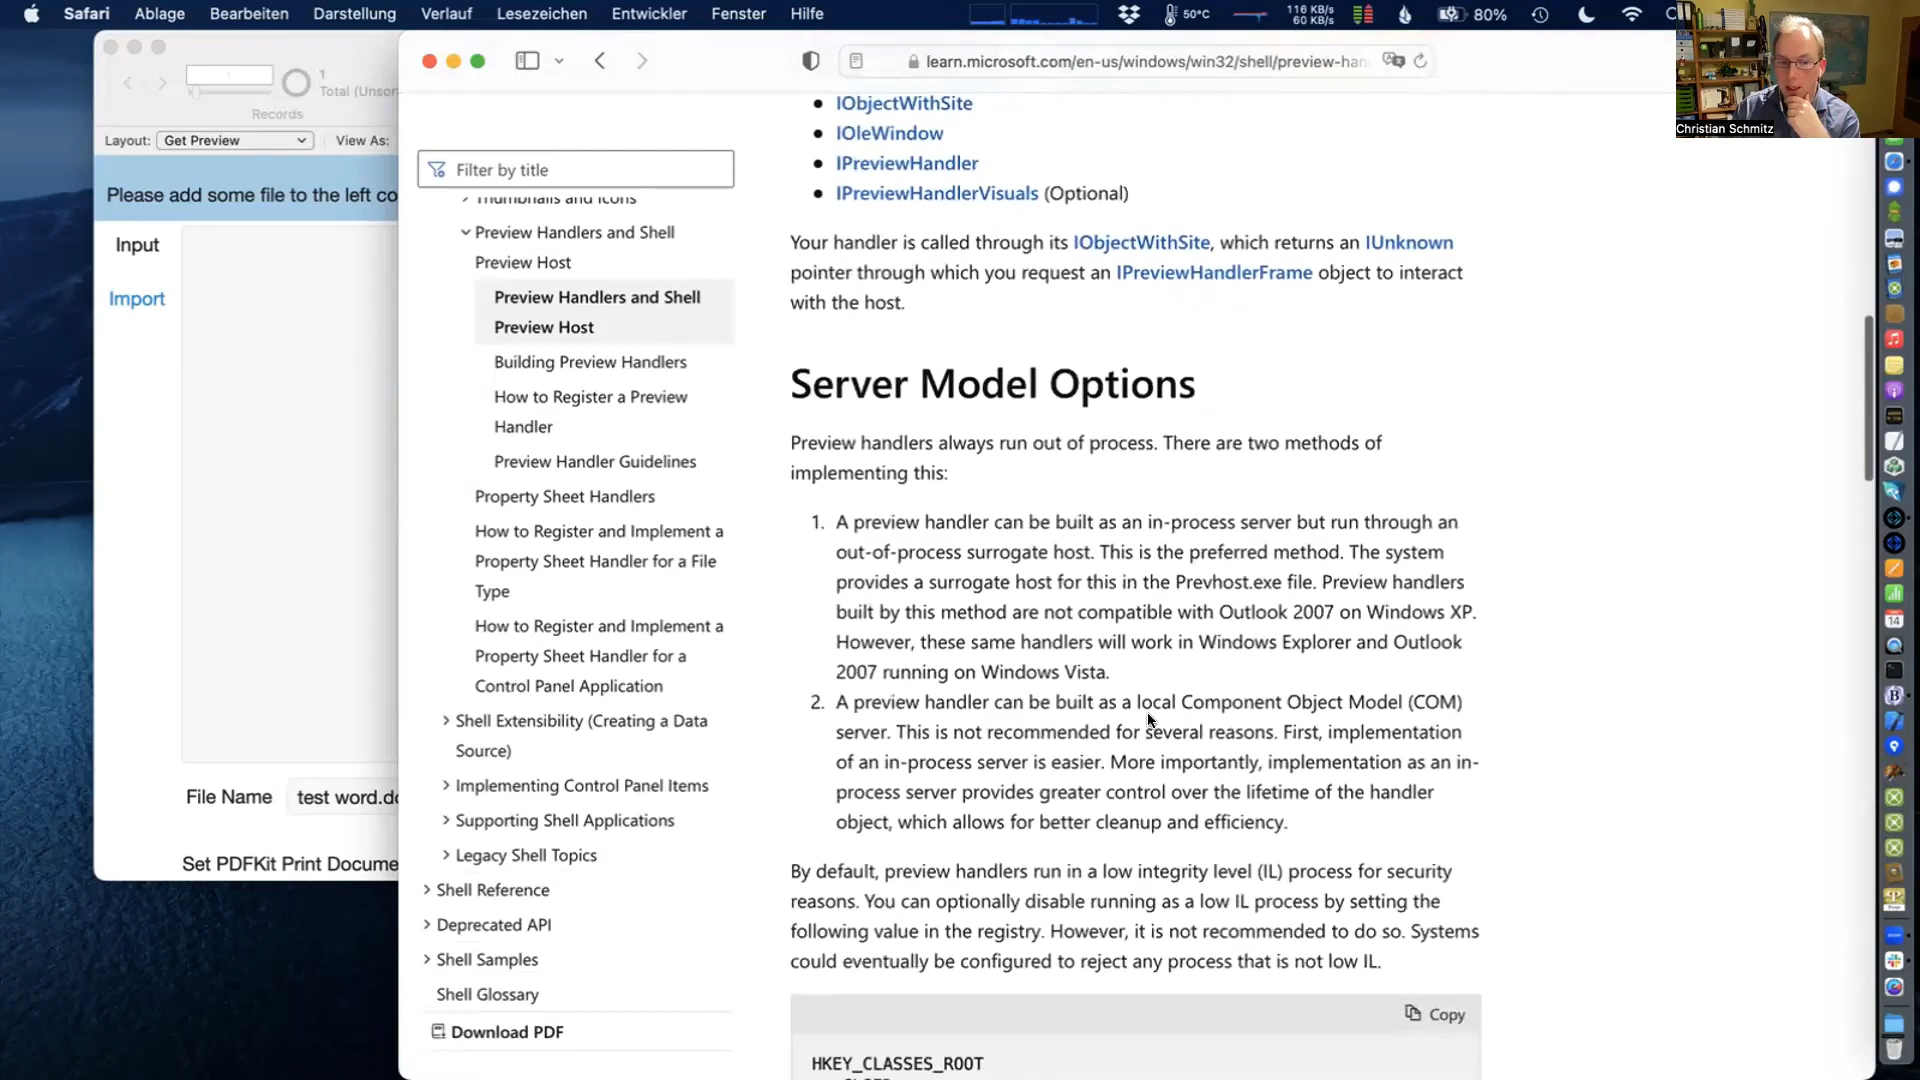 Safari Ablage Bearbeiten Darstellung Verlauf Lesezeichen Entwickler Fenster Hilfe
50°C
116 KB/s
60 KB/s
80%
1
1
Total (Unsor
Records
Layout: Get Preview View As:
Please add some file to the left co
Input
Import
File Name test word.do
Set PDFKit Print Docume
learn.microsoft.com/en-us/windows/win32/shell/preview-han
Filter by title
Thumbnails and Icons
Preview Handlers and Shell
Preview Host
Preview Handlers and Shell
Preview Host
Building Preview Handlers
How to Register a Preview
Handler
Preview Handler Guidelines
Property Sheet Handlers
How to Register and Implement a
Property Sheet Handler for a File
Type
How to Register and Implement a
Property Sheet Handler for a
Control Panel Application
Shell Extensibility (Creating a Data
Source)
Implementing Control Panel Items
Supporting Shell Applications
Legacy Shell Topics
Shell Reference
Deprecated API
Shell Samples
Shell Glossary
Download PDF
IObjectWithSite
IOleWindow
IPreviewHandler
IPreviewHandlerVisuals (Optional)
Your handler is called through its IObjectWithSite, which returns an IUnknown
pointer through which you request an IPreviewHandlerFrame object to interact
with the host.
Server Model Options
Preview handlers always run out of process. There are two methods of
implementing this:
1. A preview handler can be built as an in-process server but run through an
out-of-process surrogate host. This is the preferred method. The system
provides a surrogate host for this in the Prevhost.exe file. Preview handlers
built by this method are not compatible with Outlook 2007 on Windows XP.
However, these same handlers will work in Windows Explorer and Outlook
2007 running on Windows Vista.
2. A preview handler can be built as a local Component Object Model (COM)
server. This is not recommended for several reasons. First, implementation
of an in-process server is easier. More importantly, implementation as an in-
process server provides greater control over the lifetime of the handler
object, which allows for better cleanup and efficiency.
By default, preview handlers run in a low integrity level (IL) process for security
reasons. You can optionally disable running as a low IL process by setting the
following value in the registry. However, it is not recommended to do so. Systems
could eventually be configured to reject any process that is not low IL.
Copy
HKEY_CLASSES_ROOT
Christian Schmitz
14